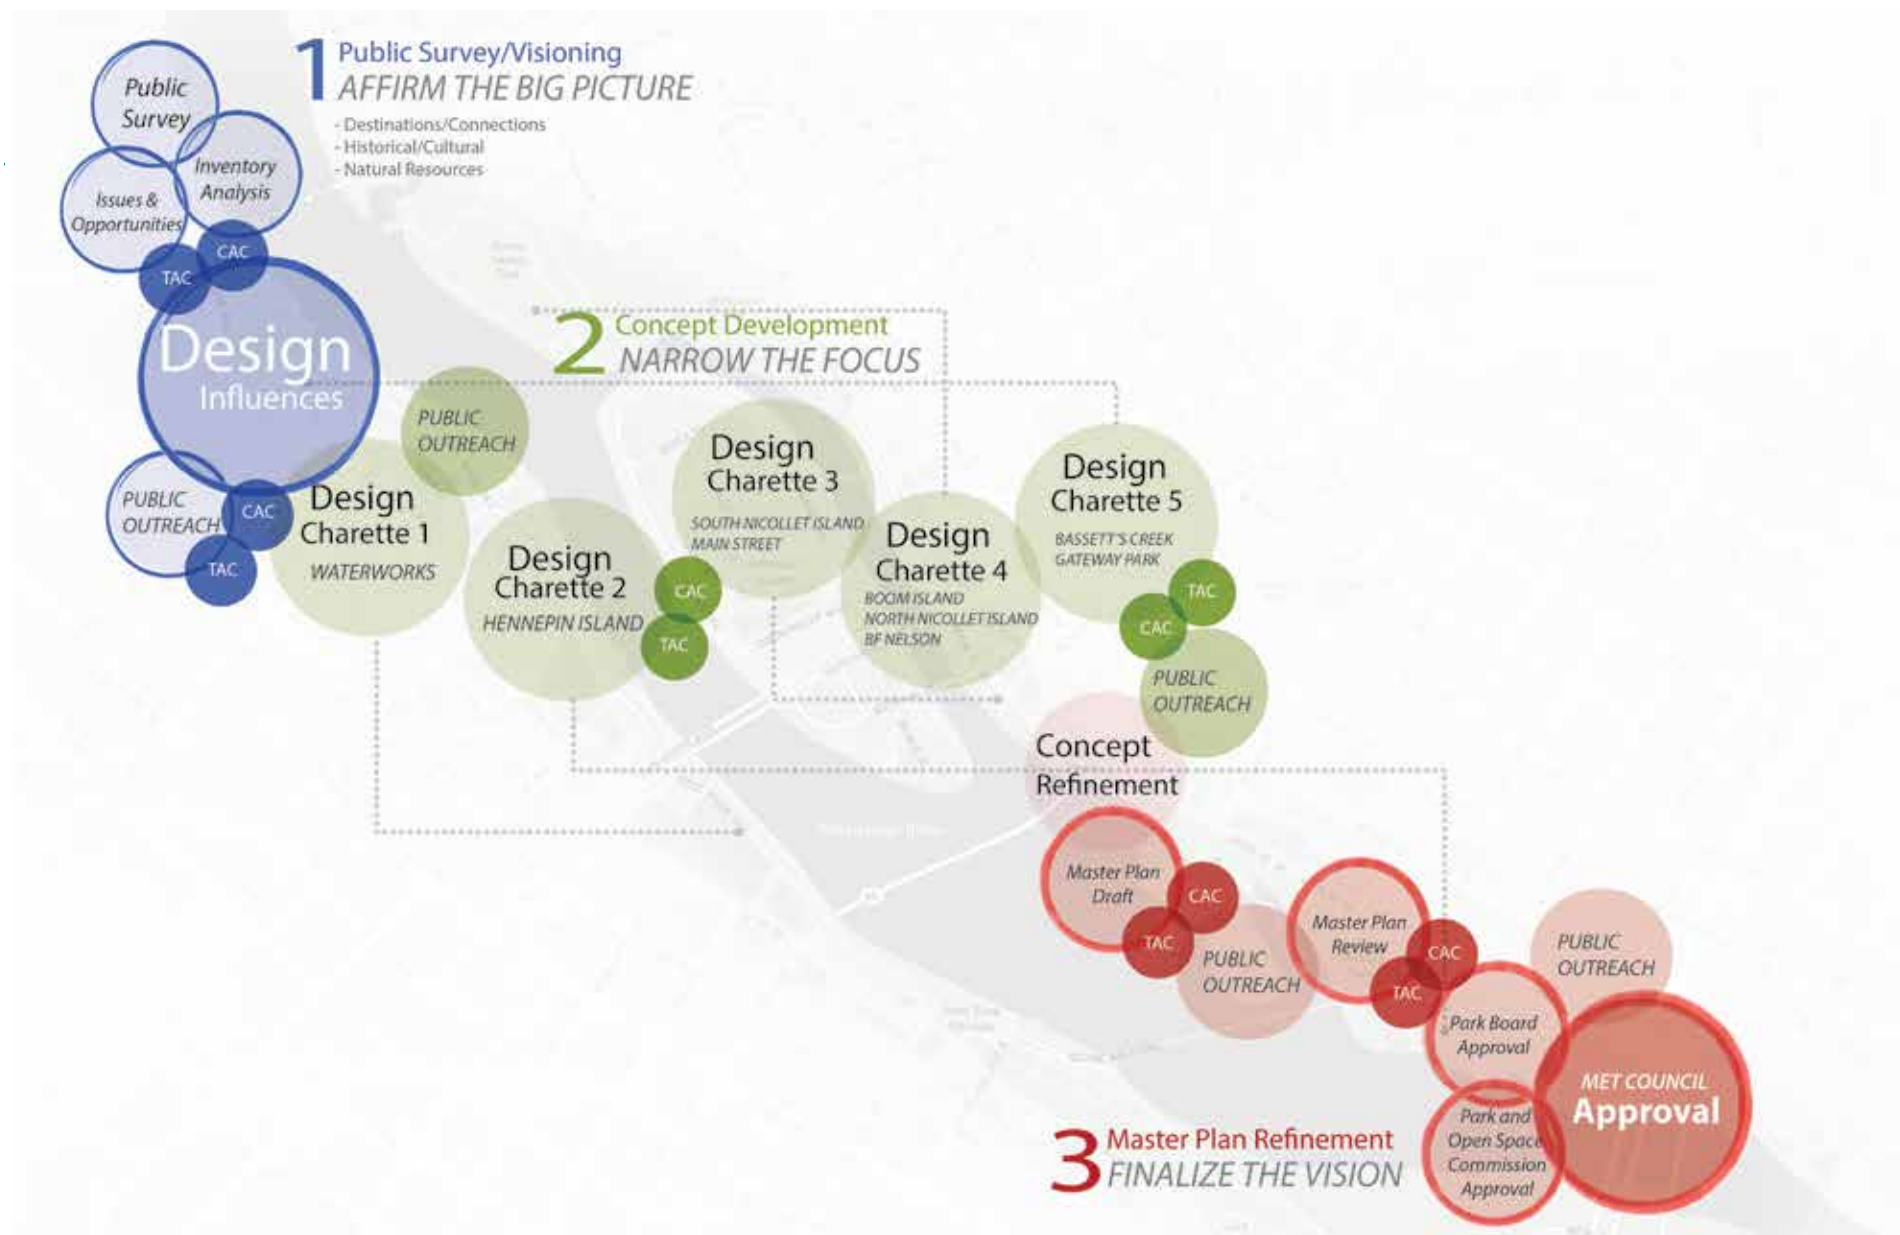 1
Public Survey/Visioning
AFFIRM THE BIG PICTURE
- Destinations/Connections
- Historical/Cultural
- Natural Resources
Public
Survey
Inventory
Analysis
Issues &
Opportunities
CAC
TAC
Design
Influences
PUBLIC
OUTREACH
CAC
TAC
2
Concept Development
NARROW THE FOCUS
PUBLIC
OUTREACH
Design
Charette 1
WATERWORKS
Design
Charette 2
HENNEPIN ISLAND
CAC
TAC
Design
Charette 3
SOUTH NICOLLET ISLAND
MAIN STREET
Design
Charette 4
BOOM ISLAND
NORTH NICOLLET ISLAND
BF NELSON
Design
Charette 5
BASSETT'S CREEK
GATEWAY PARK
TAC
CAC
PUBLIC
OUTREACH
Concept
Refinement
Master Plan
Draft
CAC
TAC
PUBLIC
OUTREACH
Master Plan
Review
CAC
TAC
PUBLIC
OUTREACH
Park Board
Approval
MET COUNCIL
Approval
Park and
Open Space
Commission
Approval
3
Master Plan Refinement
FINALIZE THE VISION